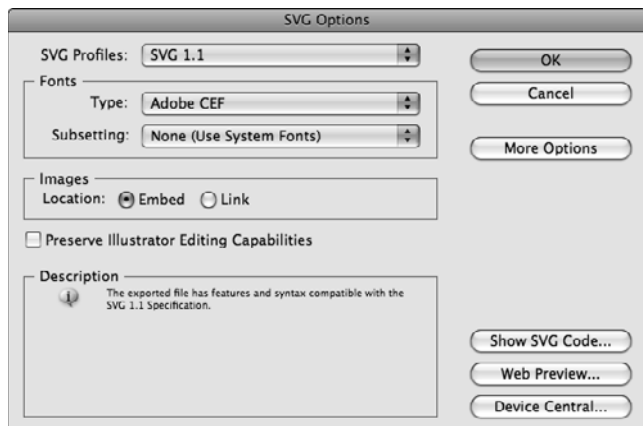 SVG Options
SVG Profiles: SVG 1.1
OK
Fonts
Cancel
Type: Adobe CEF
Subsetting: None (Use System Fonts)
More Options
Images
Location: Embed Link
Preserve Illustrator Editing Capabilities
Description
The exported file has features and syntax compatible with the
SVG 1.1 Specification.
Show SVG Code...
Web Preview...
Device Central...